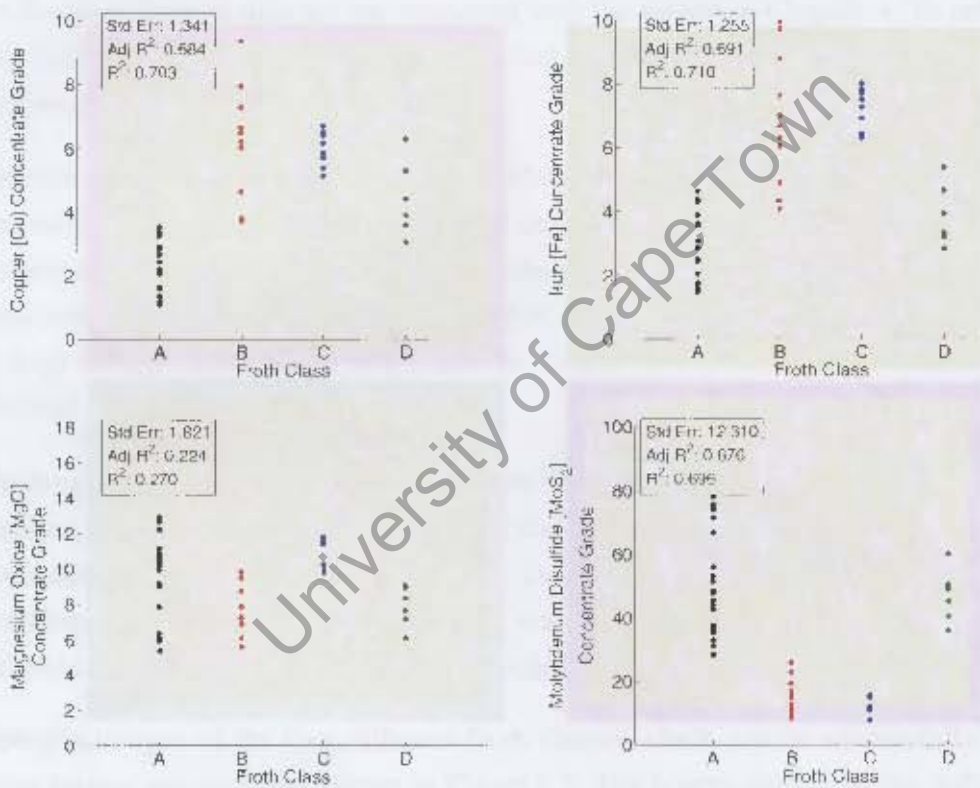 Copper [Cu] Concentrate Grade
10
8
6
4
2
0
Std Err: 1.341
Adj R²: 0.684
R²: 0.703
A B C D
Froth Class
Iron [Fe] Concentrate Grade
10
8
6
4
2
0
Std Err: 1.255
Adj R²: 0.691
R²: 0.710
A B C D
Froth Class
Magnesium Oxide [MgO]
Concentrate Grade
18
16
14
12
10
8
6
4
2
0
Std Err: 1.821
Adj R²: 0.224
R²: 0.270
A B C D
Froth Class
Molybdenum Disulfide [MoS₂]
Concentrate Grade
100
80
60
40
20
0
Std Err: 12.310
Adj R²: 0.676
R²: 0.696
A B C D
Froth Class
University of Cape Town